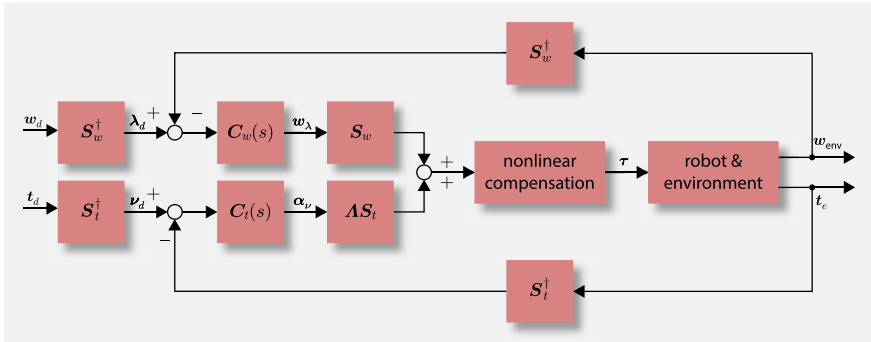 S_w^†
w_d
S_w^†
λ_d
+
−
C_w(s)
w_λ
S_w
t_d
S_t^†
ν_d
+
−
C_t(s)
α_ν
ΛS_t
+
+
nonlinear
compensation
τ
robot &
environment
w_env
t_e
S_t^†